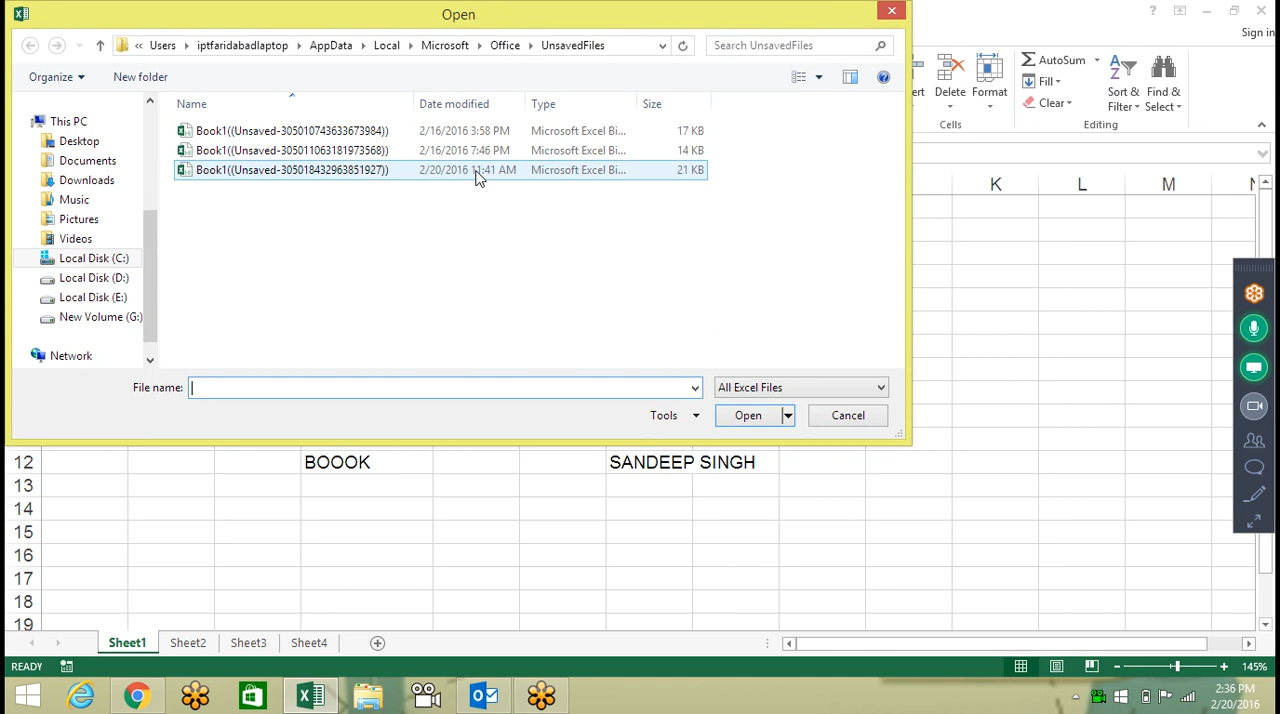 Open
« Users › iptfaridabadlaptop › AppData › Local › Microsoft › Office › UnsavedFiles
Search UnsavedFiles
Sign in
Organize
New folder
AutoSum
Fill
Clear
Delete
Format
Sort &
Filter
Find &
Select
Cells
Editing
Name
Date modified
Type
Size
Book1((Unsaved-305010743633673984)) 2/16/2016 3:58 PM Microsoft Excel Bi... 17 KB
Book1((Unsaved-305011063181973568)) 2/16/2016 7:46 PM Microsoft Excel Bi... 14 KB
Book1((Unsaved-305018432963851927)) 2/20/2016 11:41 AM Microsoft Excel Bi... 21 KB
This PC
Desktop
Documents
Downloads
Music
Pictures
Videos
Local Disk (C:)
Local Disk (D:)
Local Disk (E:)
New Volume (G:)
Network
K L M
File name:
All Excel Files
Tools
Open
Cancel
12 BOOOK SANDEEP SINGH
13
14
15
16
17
18
19
Sheet1 Sheet2 Sheet3 Sheet4
READY
145%
2:36 PM
2/20/2016